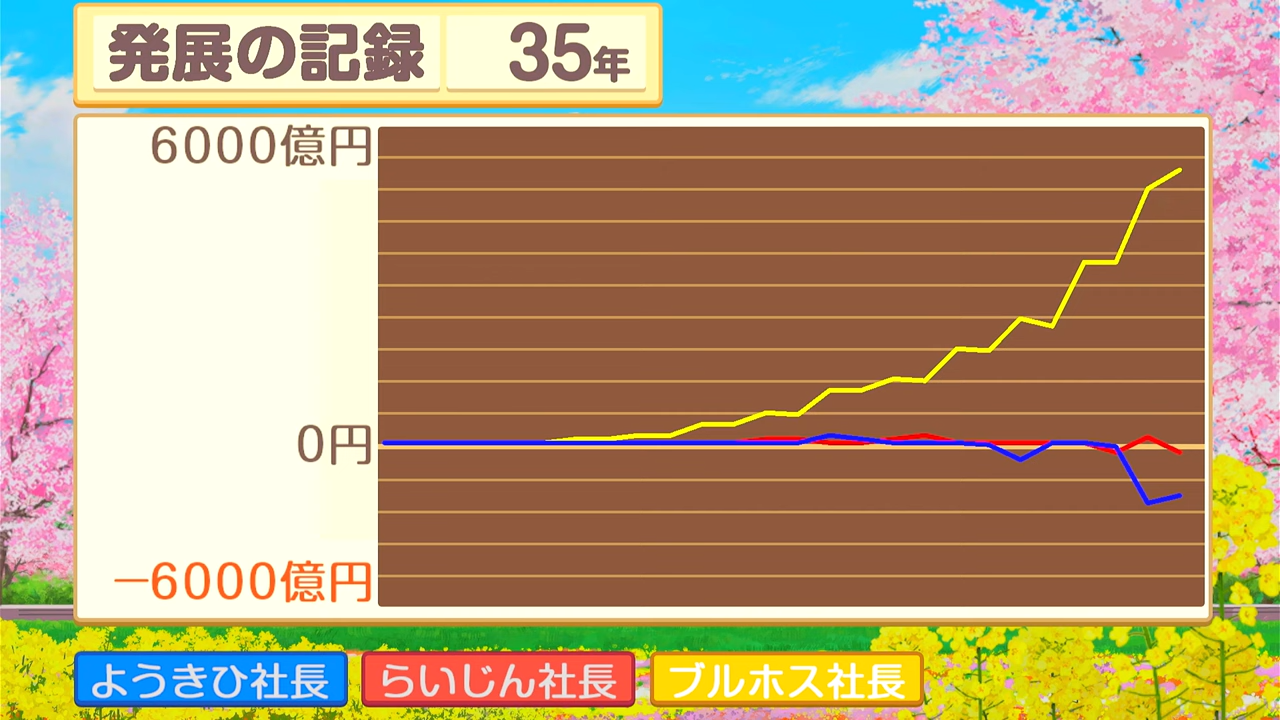 発展の記録 35年
6000億円
0円
−6000億円
ようきひ社長 らいじん社長 ブルホス社長